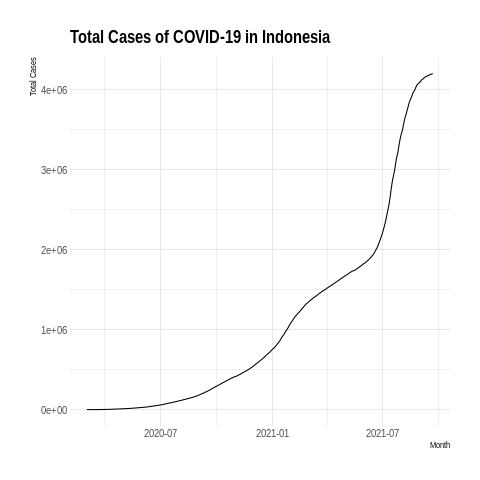 Total Cases of COVID-19 in Indonesia
Total Cases
4e+06
3e+06
2e+06
1e+06
0e+00
2020-07 2021-01 2021-07
Month